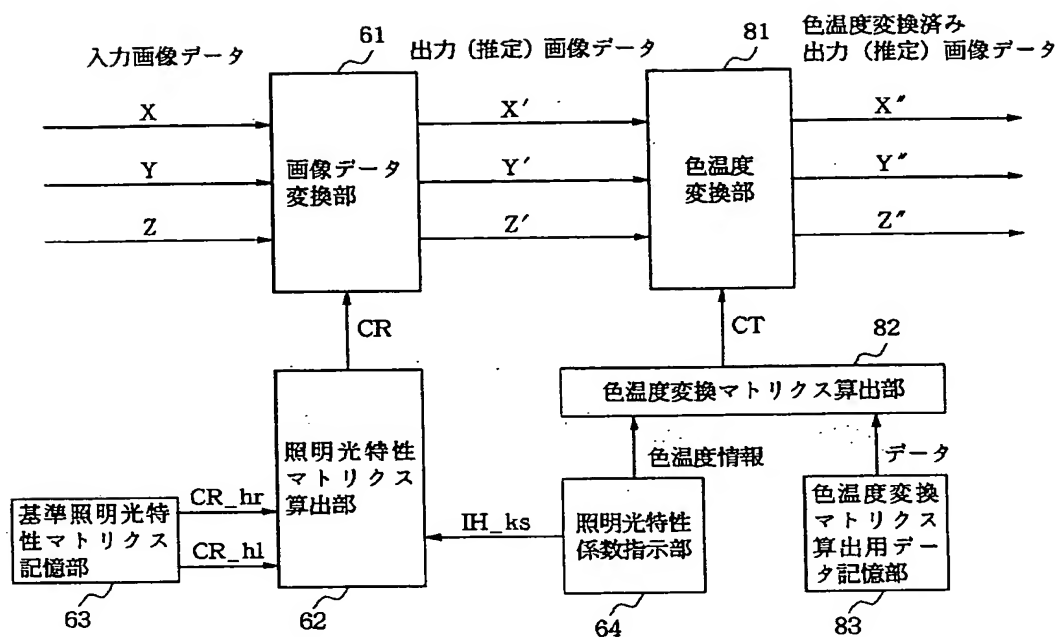 入力画像データ
61
出力（推定）画像データ
81
色温度変換済み
出力（推定）画像データ
X
Y
Z
画像データ
変換部
X′
Y′
Z′
色温度
変換部
X″
Y″
Z″
CR
CT
82
色温度変換マトリクス算出部
照明光特性
マトリクス
算出部
色温度情報
データ
基準照明光特
性マトリクス
記憶部
CR_hr
CR_hl
IH_ks
照明光特性
係数指示部
色温度変換
マトリクス
算出用デー
タ記憶部
63
62
64
83